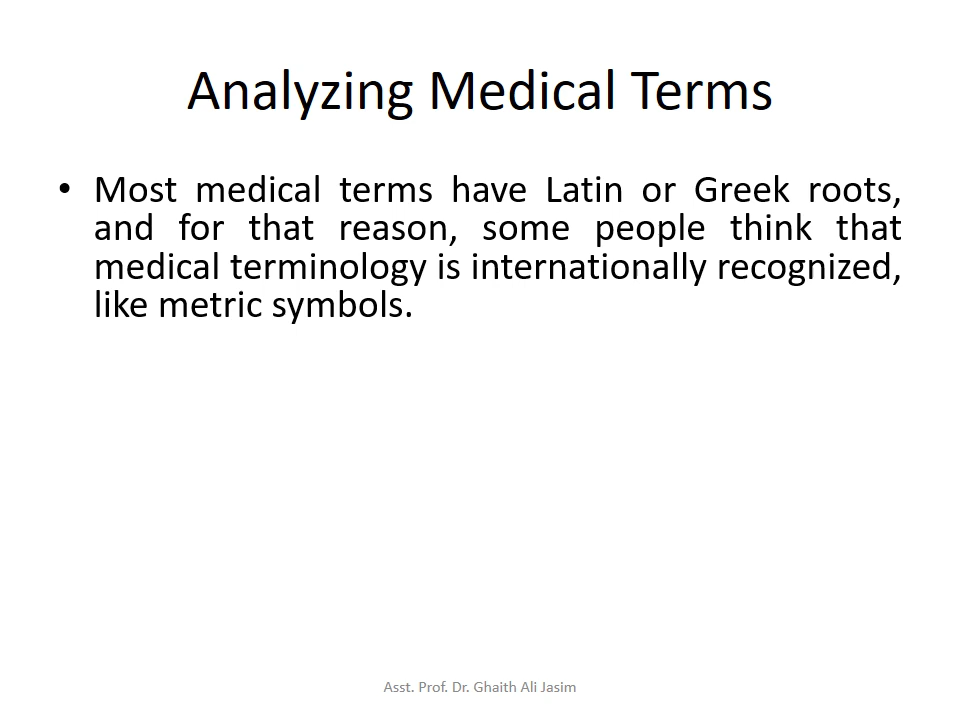 Analyzing Medical Terms
• Most medical terms have Latin or Greek roots,
and for that reason, some people think that
medical terminology is internationally recognized,
like metric symbols.
Asst. Prof. Dr. Ghaith Ali Jasim